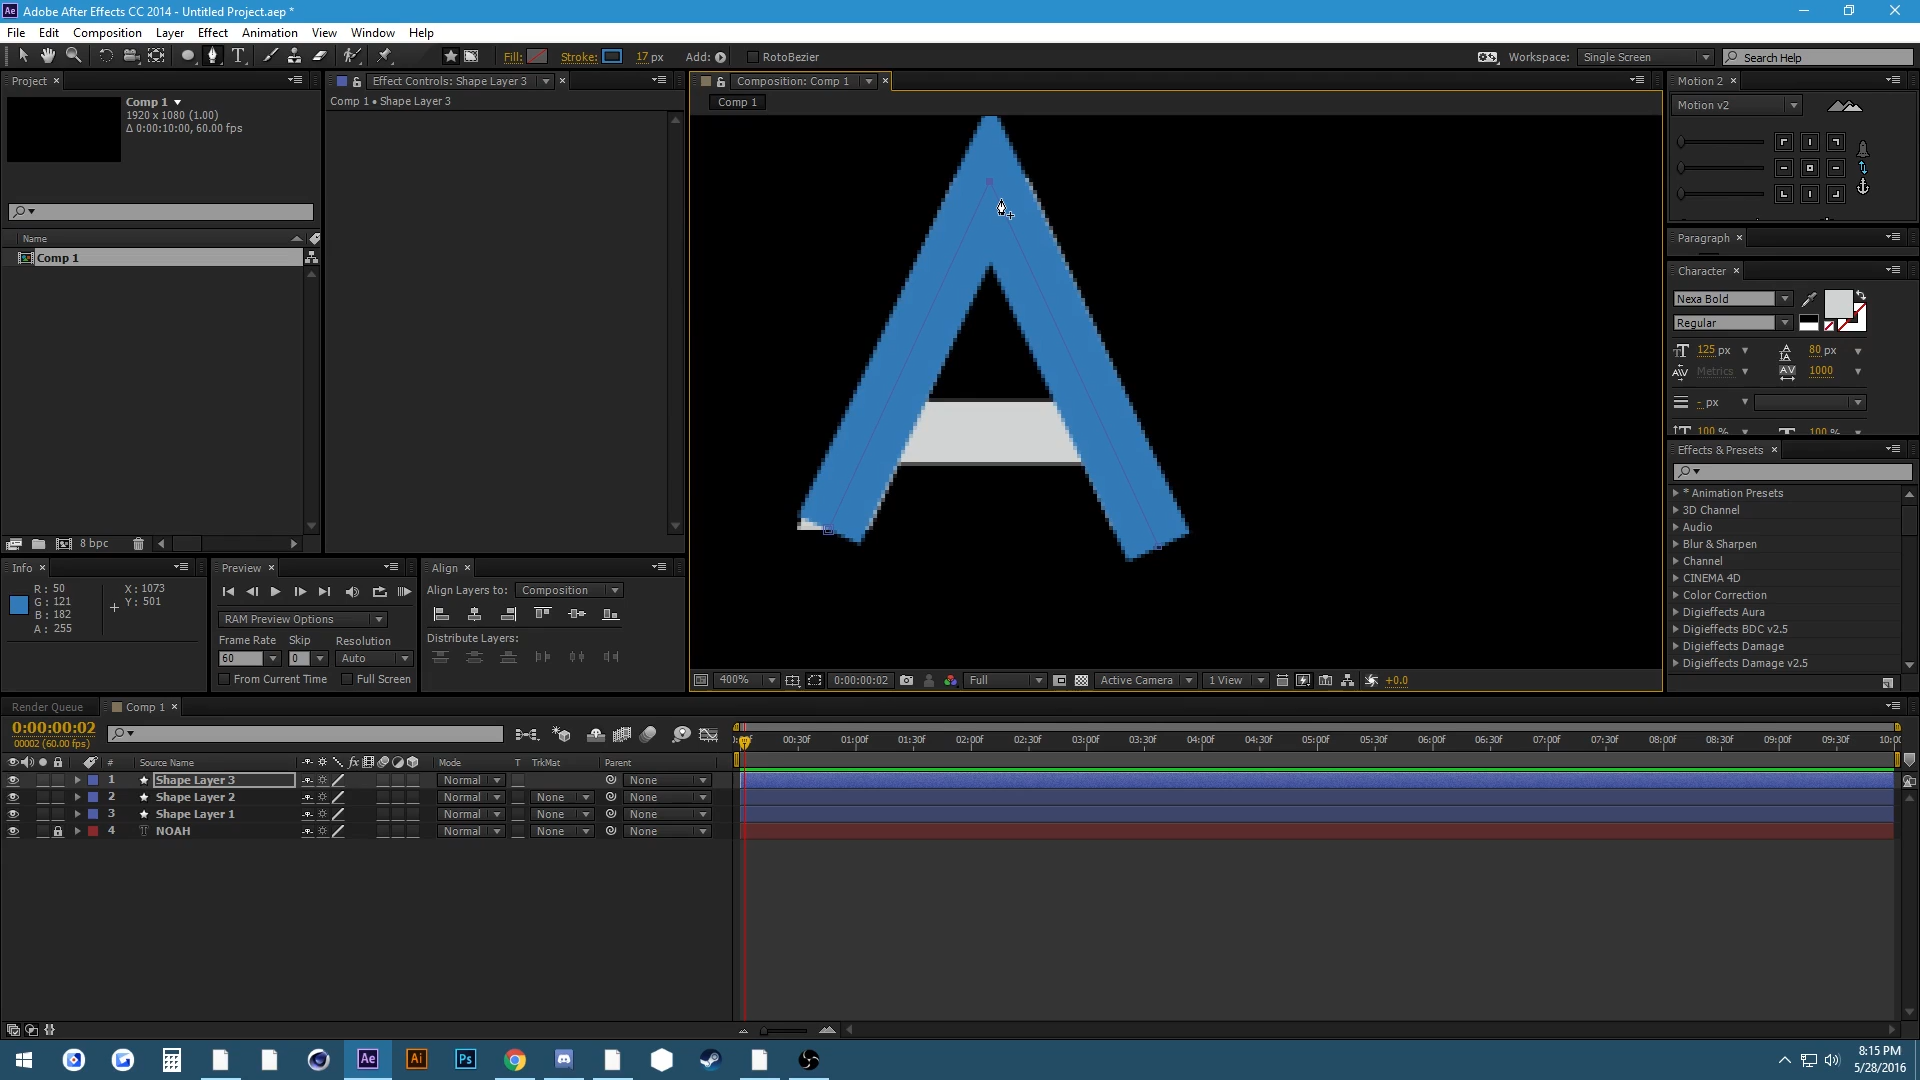 Adobe After Effects CC 2014 - Untitled Project.aep *
File Edit Composition Layer Effect Animation View Window Help
Fill: Stroke: 17 px Add: RotoBezier Workspace: Single Screen Search Help
Project
Comp 1
1920 x 1080 (1.00)
Δ 0:00:10:00, 60.00 fps
Name
Comp 1
8 bpc
Effect Controls: Shape Layer 3
Comp 1 • Shape Layer 3
Composition: Comp 1
Comp 1
400% 0:00:00:02 Full Active Camera 1 View +0.0
Motion 2
Motion v2
Paragraph
Character
Nexa Bold
Regular
125 px 80 px
Metrics 1000
- px
100 % 100 %
Effects & Presets
* Animation Presets
3D Channel
Audio
Blur & Sharpen
Channel
CINEMA 4D
Color Correction
Digieffects Aura
Digieffects BDC v2.5
Digieffects Damage
Digieffects Damage v2.5
Info
R: 50 X: 1073
G: 121 Y: 501
B: 182
A: 255
Preview
RAM Preview Options
Frame Rate Skip Resolution
60 0 Auto
From Current Time Full Screen
Align
Align Layers to: Composition
Distribute Layers:
Render Queue Comp 1
0:00:00:02
00002 (60.00 fps)
# Source Name fx Mode T TrkMat Parent
1 Shape Layer 3 Normal None
2 Shape Layer 2 Normal None None
3 Shape Layer 1 Normal None None
4 T NOAH Normal None None
00:30f 01:00f 01:30f 02:00f 02:30f 03:00f 03:30f 04:00f 04:30f 05:00f 05:30f 06:00f 06:30f 07:00f 07:30f 08:00f 08:30f 09:00f 09:30f
Ae Ai Ps
8:15 PM
5/28/2016